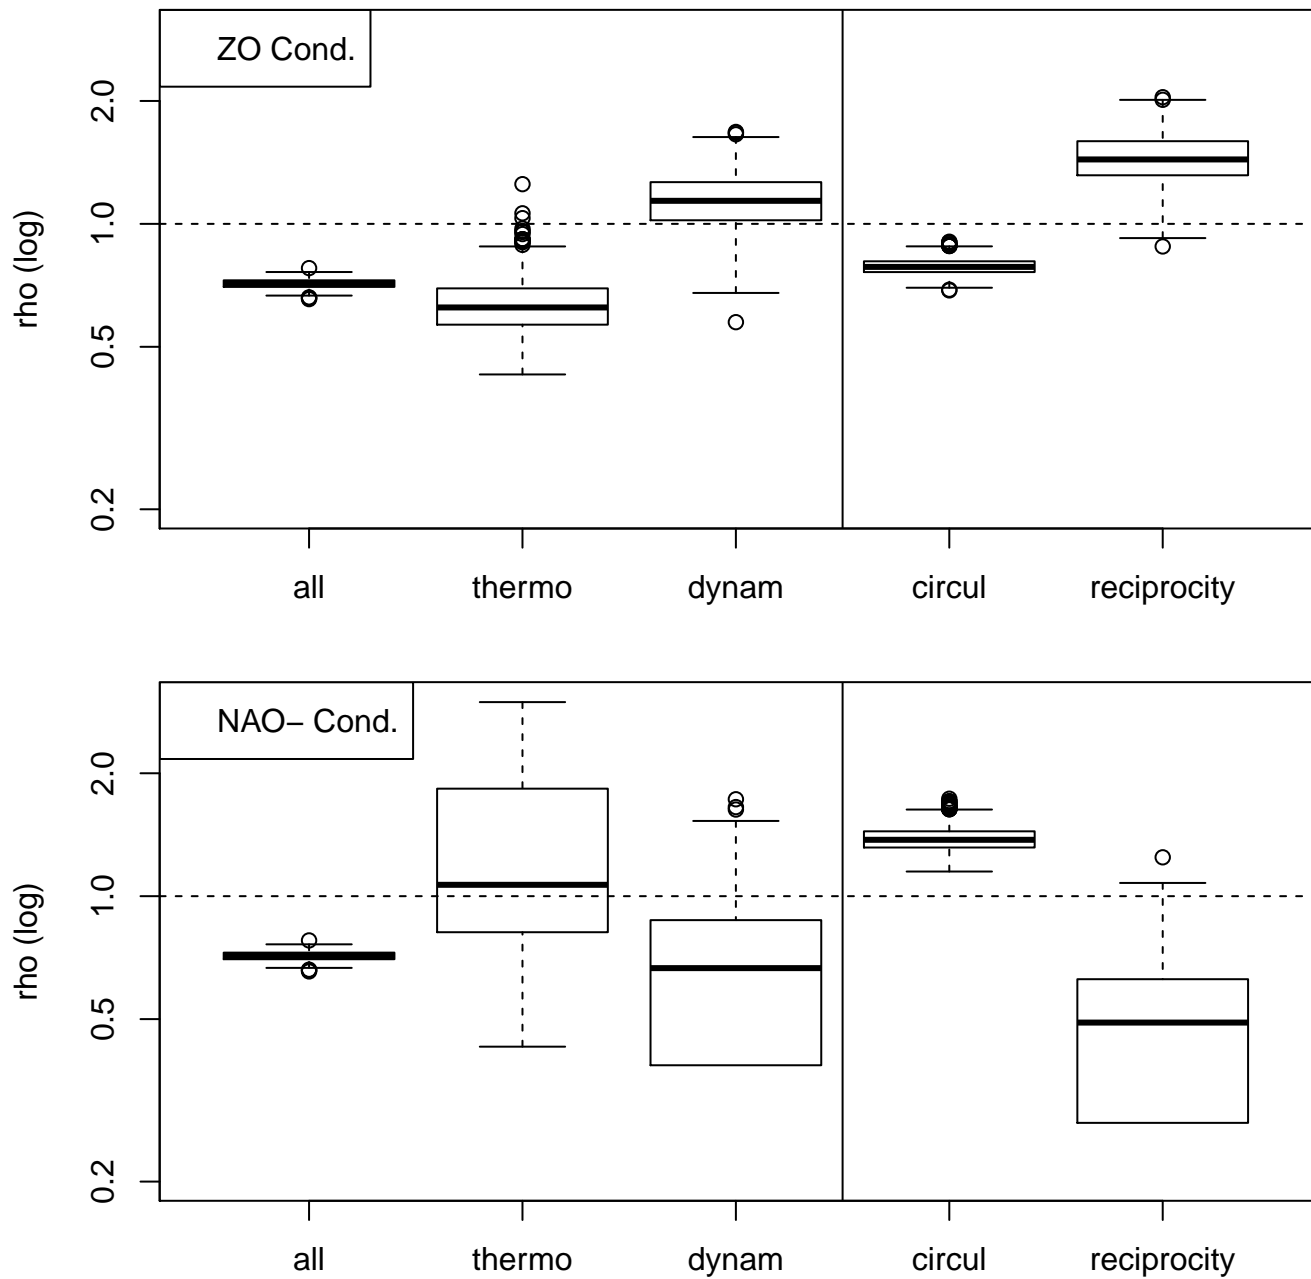 ZO Cond.
rho (log)
2.0
1.0
0.5
0.2
all thermo dynam circul reciprocity
NAO− Cond.
rho (log)
2.0
1.0
0.5
0.2
all thermo dynam circul reciprocity